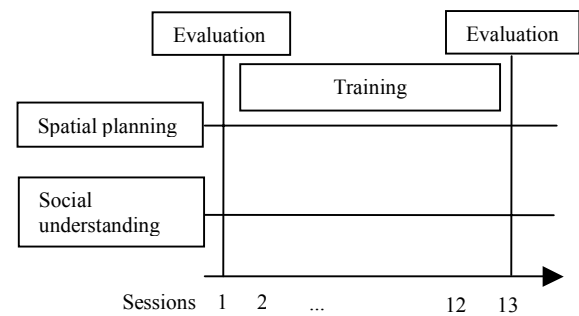 Evaluation
Evaluation
Training
Spatial planning
Social
understanding
Sessions 1 2 ... 12 13